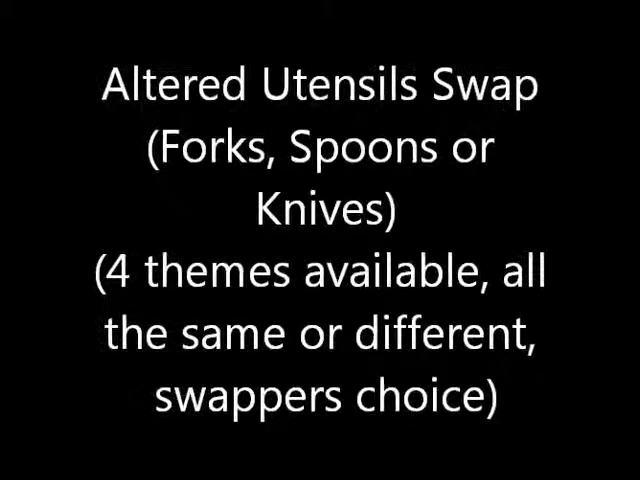 Altered Utensils Swap
(Forks, Spoons or
Knives)
(4 themes available, all
the same or different,
swappers choice)